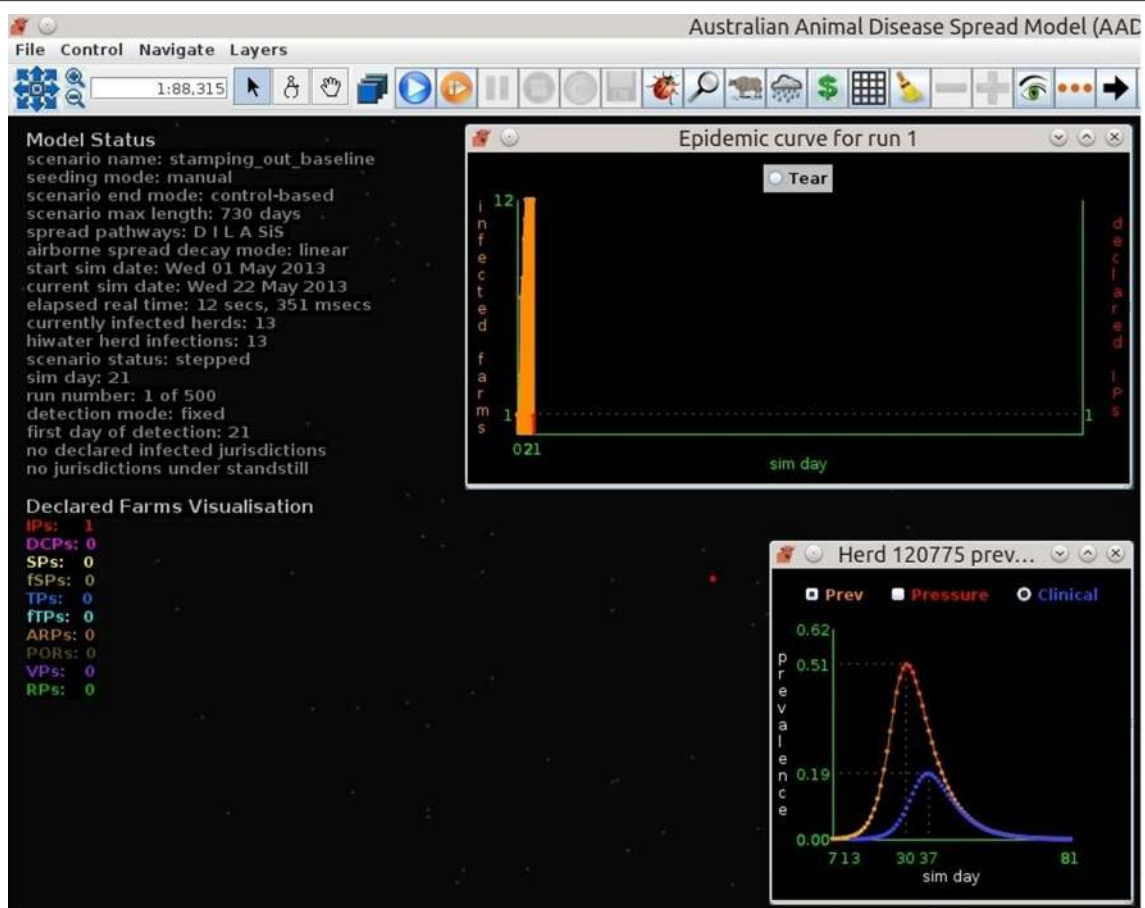 Australian Animal Disease Spread Model (AAD
File Control Navigate Layers
1:88,315
Model Status
scenario name: stamping_out_baseline
seeding mode: manual
scenario end mode: control-based
scenario max length: 730 days
spread pathways: D I L A SiS
airborne spread decay mode: linear
start sim date: Wed 01 May 2013
current sim date: Wed 22 May 2013
elapsed real time: 12 secs, 351 msecs
currently infected herds: 13
hiwater herd infections: 13
scenario status: stepped
sim day: 21
run number: 1 of 500
detection mode: fixed
first day of detection: 21
no declared infected jurisdictions
no jurisdictions under standstill
Declared Farms Visualisation
IPs: 1
DCPs: 0
SPs: 0
fSPs: 0
TPs: 0
fTPs: 0
ARPs: 0
PORs: 0
VPs: 0
RPs: 0
Epidemic curve for run 1
Tear
12
infected farms
declared IPs
1
1
0 21
sim day
Herd 120775 prev...
Prev Pressure Clinical
0.62
0.51
prevalence
0.19
0.00
7 13 30 37 81
sim day